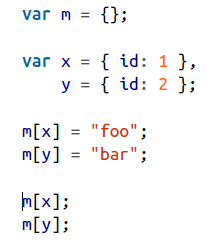 var m = {};
var x = { id: 1 },
y = { id: 2 };
m[x] = "foo";
m[y] = "bar";
m[x];
m[y];